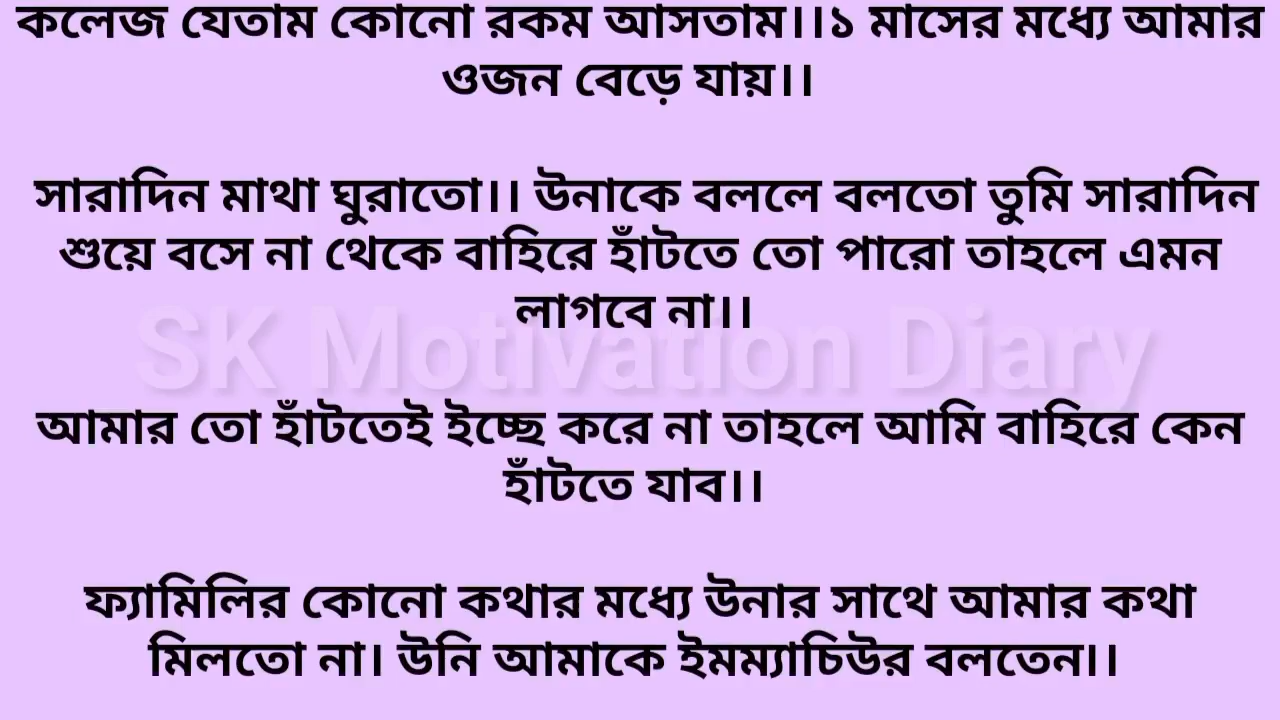 কলেজ যেতাম কোনো রকম আসতাম।।১ মাসের মধ্যে আমার
ওজন বেড়ে যায়।।
সারাদিন মাথা ঘুরাতো।। উনাকে বললে বলতো তুমি সারাদিন
শুয়ে বসে না থেকে বাহিরে হাঁটতে তো পারো তাহলে এমন
লাগবে না।।
SK Motivation Diary
আমার তো হাঁটতেই ইচ্ছে করে না তাহলে আমি বাহিরে কেন
হাঁটতে যাব।।
ফ্যামিলির কোনো কথার মধ্যে উনার সাথে আমার কথা
মিলতো না। উনি আমাকে ইমম্যাচিউর বলতেন।।